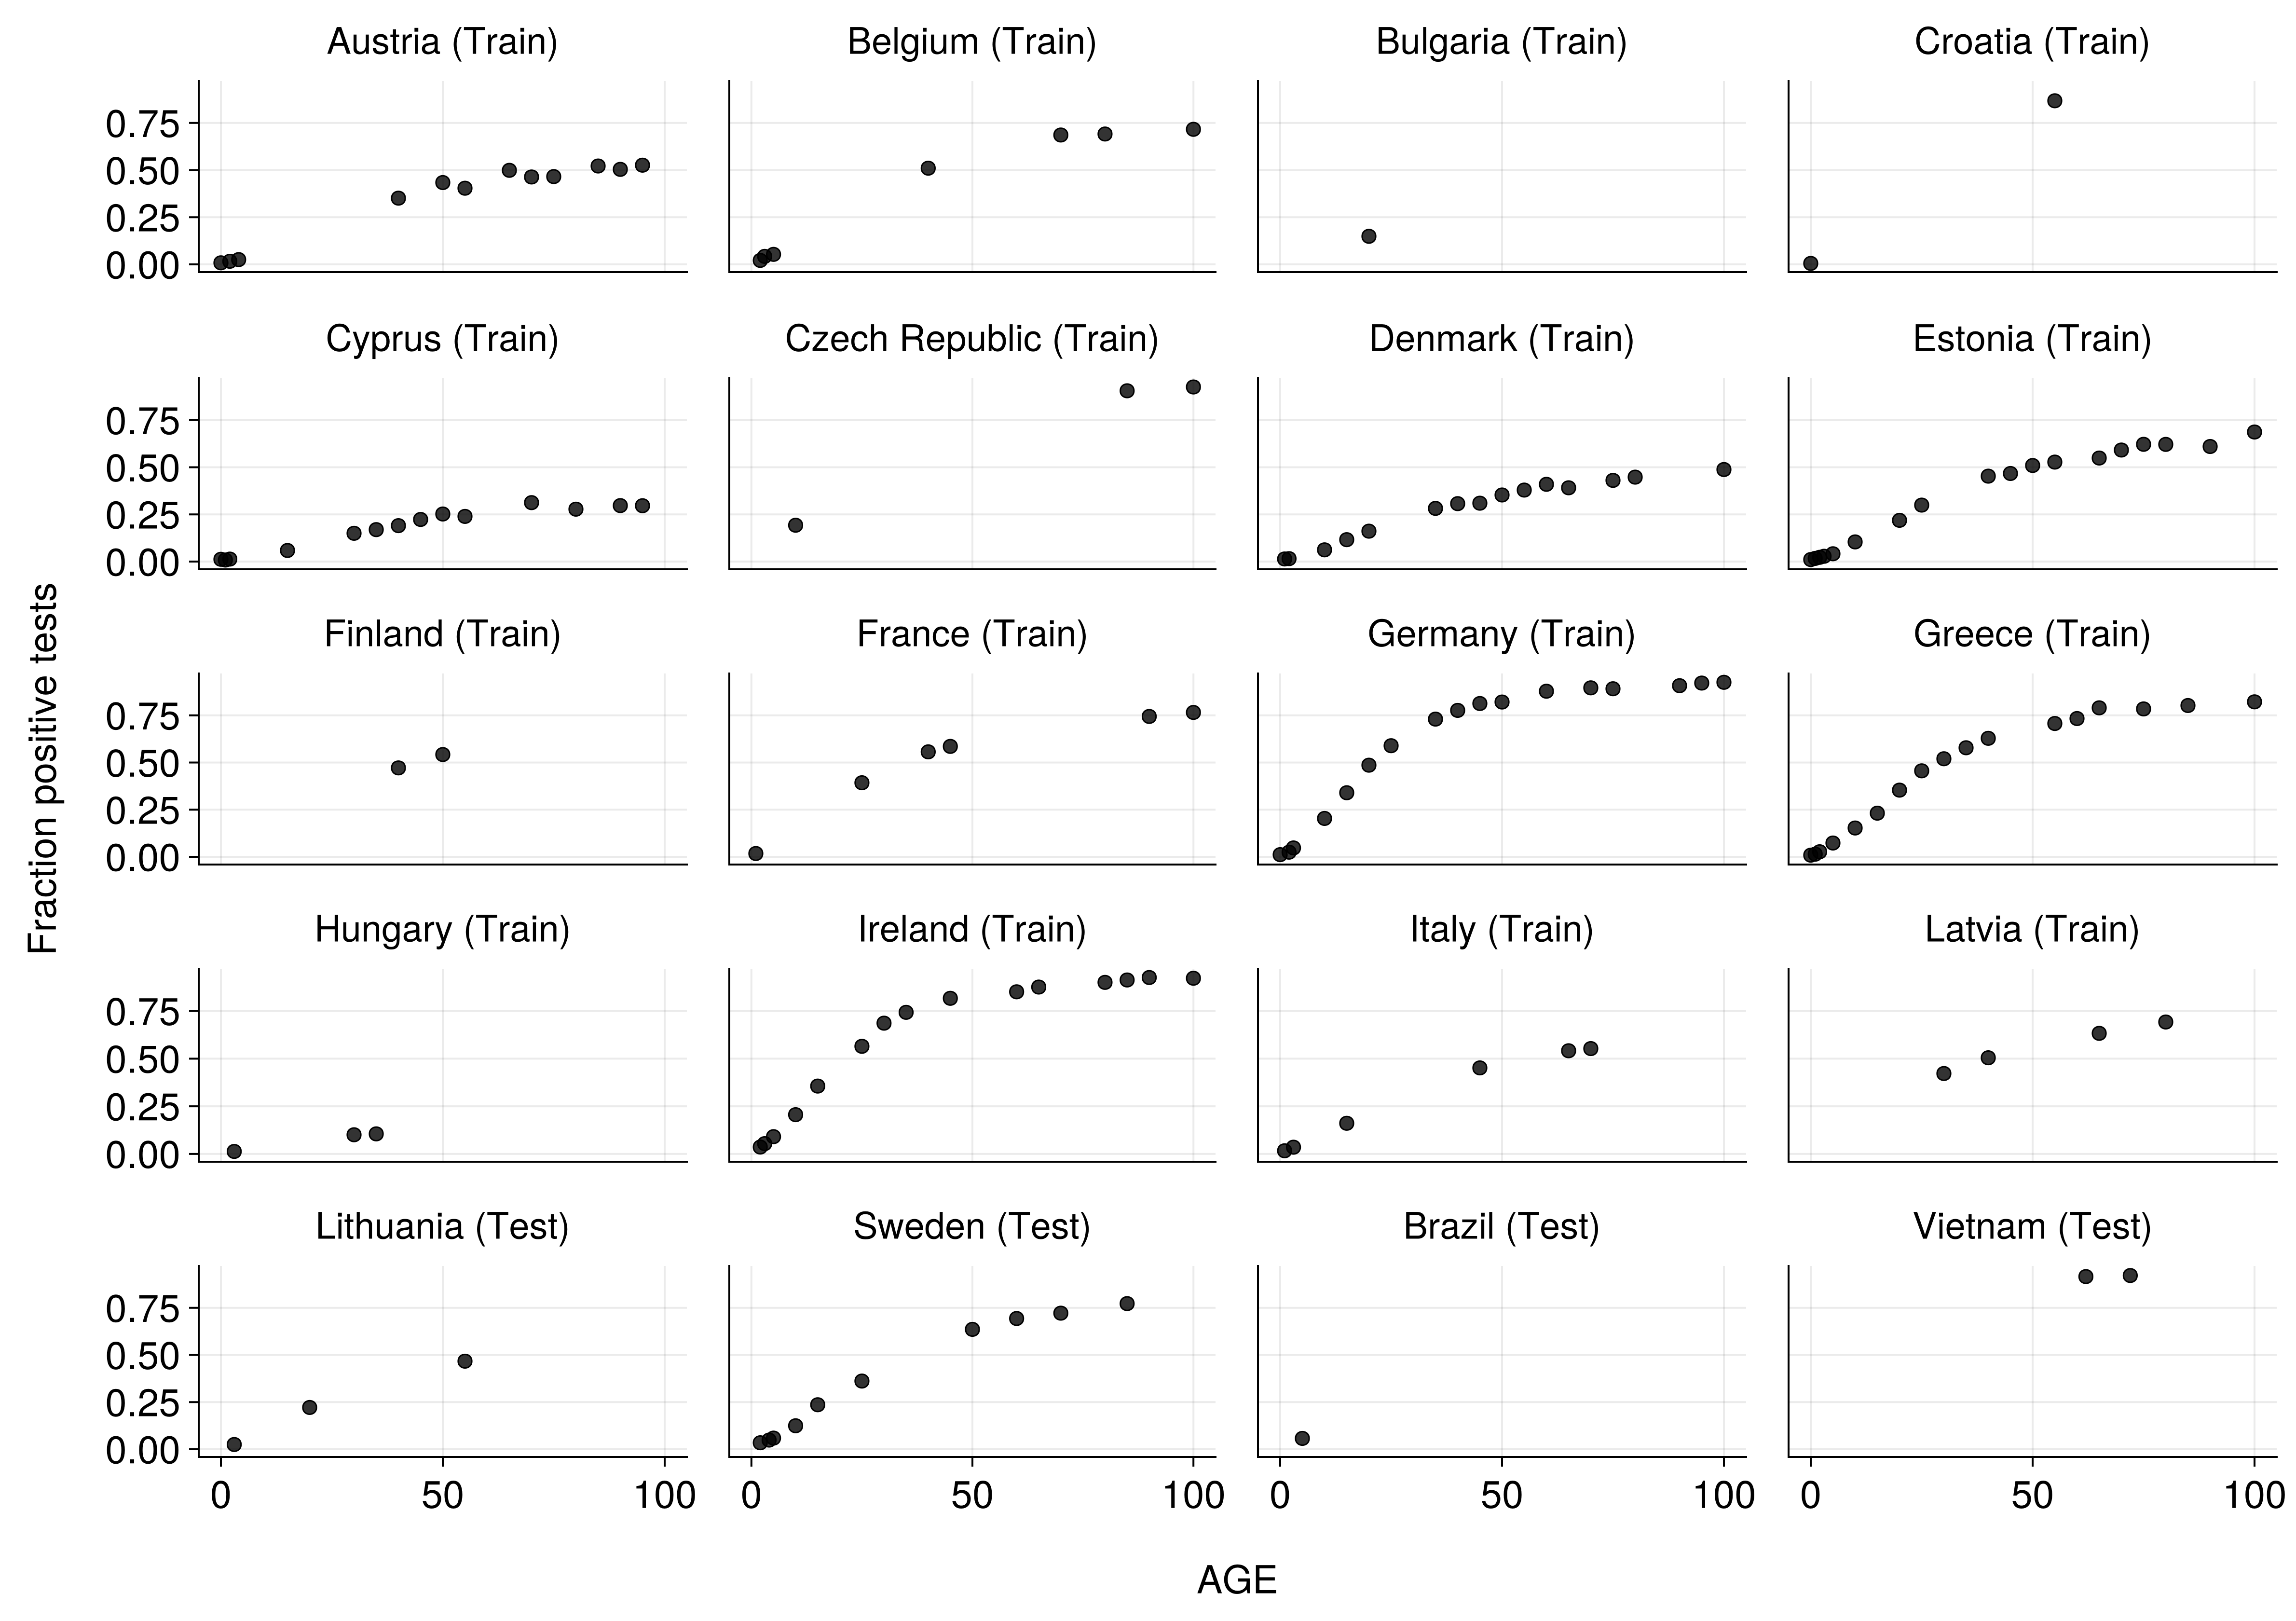 Austria (Train) Belgium (Train) Bulgaria (Train) Croatia (Train)
0.75
0.50
0.25
0.00
Cyprus (Train) Czech Republic (Train) Denmark (Train) Estonia (Train)
0.75
0.50
0.25
0.00
Finland (Train) France (Train) Germany (Train) Greece (Train)
0.75
0.50
0.25
0.00
Hungary (Train) Ireland (Train) Italy (Train) Latvia (Train)
0.75
0.50
0.25
0.00
Lithuania (Test) Sweden (Test) Brazil (Test) Vietnam (Test)
0.75
0.50
0.25
0.00
0 50 100 0 50 100 0 50 100 0 50 100
Fraction positive tests
AGE